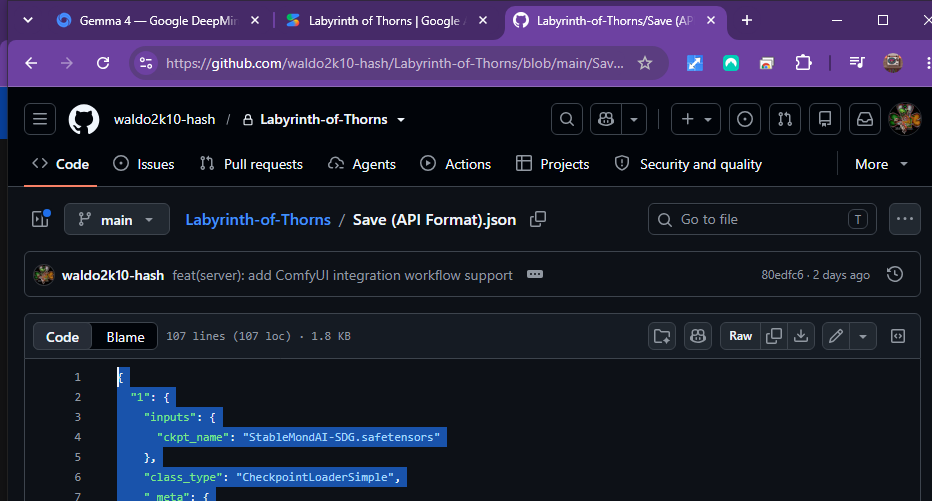 Gemma 4 — Google DeepMin
Labyrinth of Thorns | Google A
Labyrinth-of-Thorns/Save (AP
https://github.com/waldo2k10-hash/Labyrinth-of-Thorns/blob/main/Sav...
waldo2k10-hash / Labyrinth-of-Thorns
Code Issues Pull requests Agents Actions Projects Security and quality More
main Labyrinth-of-Thorns / Save (API Format).json Go to file T
waldo2k10-hash feat(server): add ComfyUI integration workflow support 80edfc6 · 2 days ago
Code Blame 107 lines (107 loc) · 1.8 KB Raw
1 {
2 "1": {
3 "inputs": {
4 "ckpt_name": "StableMondAI-SDG.safetensors"
5 },
6 "class_type": "CheckpointLoaderSimple",
7 "_meta": {